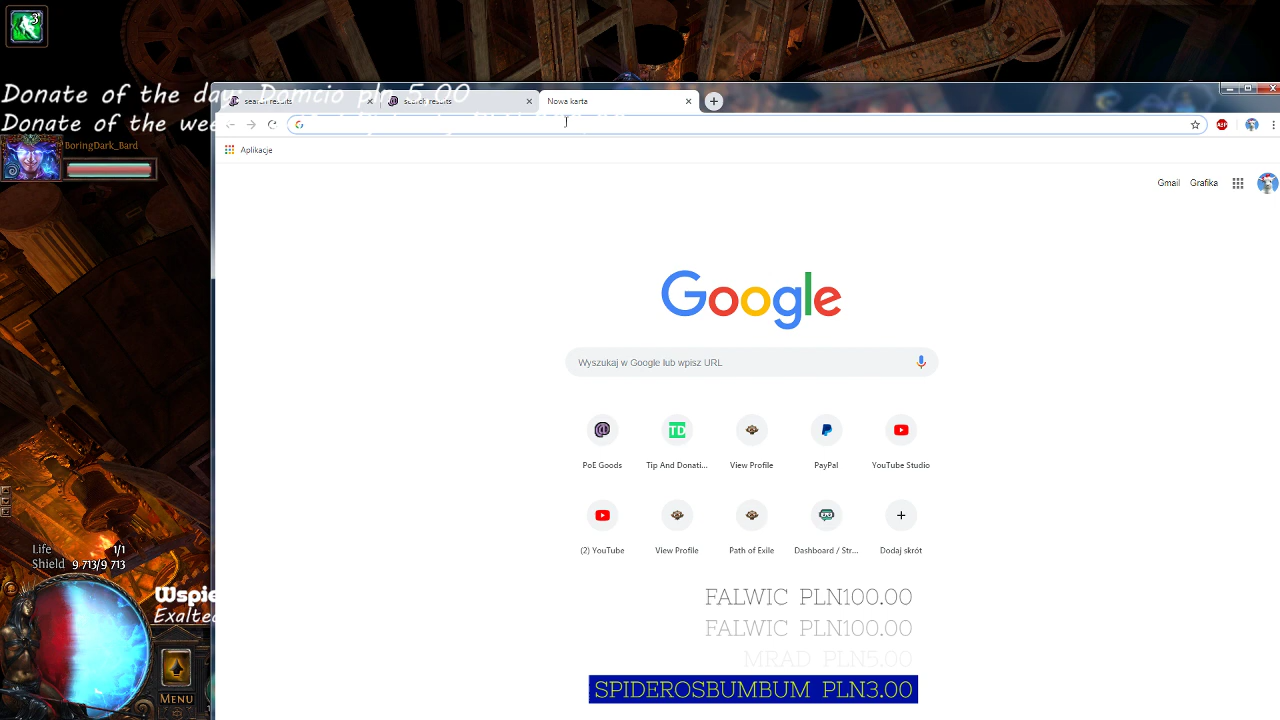 3
Donate of the day: Domcio pln 5.00
Donate of the wee
search results
search results
Nowa karta
BoringDark_Bard
ABP
Aplikacje
Gmail
Grafika
Google
Wyszukaj w Google lub wpisz URL
PoE Goods
Tip And Donati...
View Profile
PayPal
YouTube Studio
(2) YouTube
View Profile
Path of Exile
Dashboard / Str...
Dodaj skrót
Life 1/1
Shield 9 713/9 713
Wspie
Exalted
MENU
FALWIC PLN100.00
FALWIC PLN100.00
MRAD PLN5.00
SPIDEROSBUMBUM PLN3.00